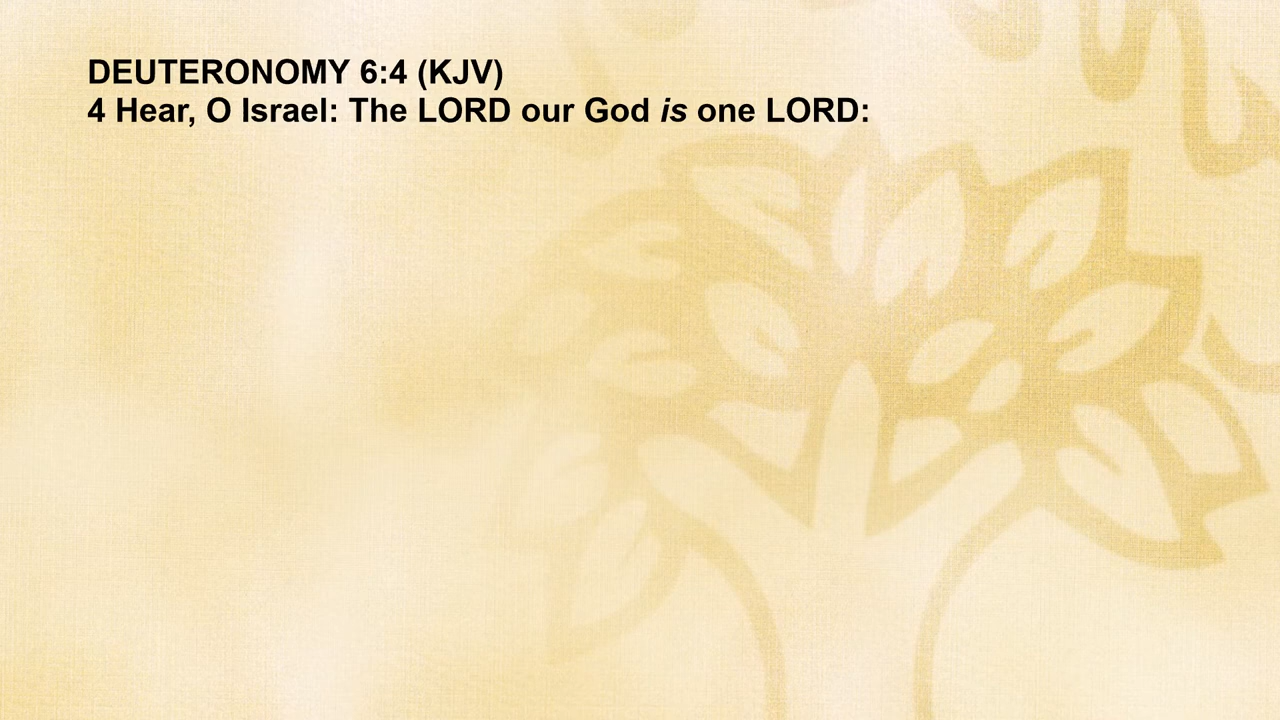 DEUTERONOMY 6:4 (KJV)
4 Hear, O Israel: The LORD our God is one LORD: